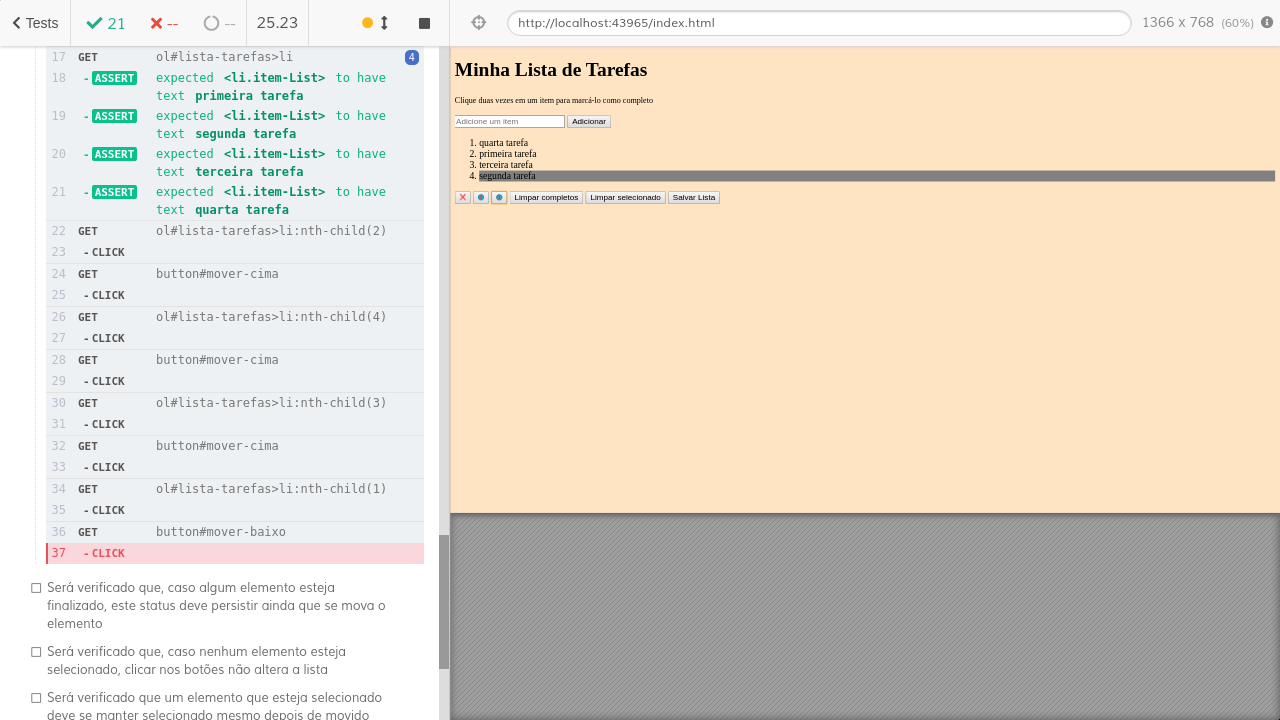 Tests 21 -- -- 25.23
http://localhost:43965/index.html 1366 x 768 (60%)
17 GET ol#lista-tarefas>li 4
18 - ASSERT expected <li.item-List> to have
text primeira tarefa
19 - ASSERT expected <li.item-List> to have
text segunda tarefa
20 - ASSERT expected <li.item-List> to have
text terceira tarefa
21 - ASSERT expected <li.item-List> to have
text quarta tarefa
22 GET ol#lista-tarefas>li:nth-child(2)
23 - CLICK
24 GET button#mover-cima
25 - CLICK
26 GET ol#lista-tarefas>li:nth-child(4)
27 - CLICK
28 GET button#mover-cima
29 - CLICK
30 GET ol#lista-tarefas>li:nth-child(3)
31 - CLICK
32 GET button#mover-cima
33 - CLICK
34 GET ol#lista-tarefas>li:nth-child(1)
35 - CLICK
36 GET button#mover-baixo
37 - CLICK
Será verificado que, caso algum elemento esteja
finalizado, este status deve persistir ainda que se mova o
elemento
Será verificado que, caso nenhum elemento esteja
selecionado, clicar nos botões não altera a lista
Será verificado que um elemento que esteja selecionado
deve se manter selecionado mesmo depois de movido
Minha Lista de Tarefas
Clique duas vezes em um item para marcá-lo como completo
Adicione um item Adicionar
1. quarta tarefa
2. primeira tarefa
3. terceira tarefa
4. segunda tarefa
X Limpar completos Limpar selecionado Salvar Lista